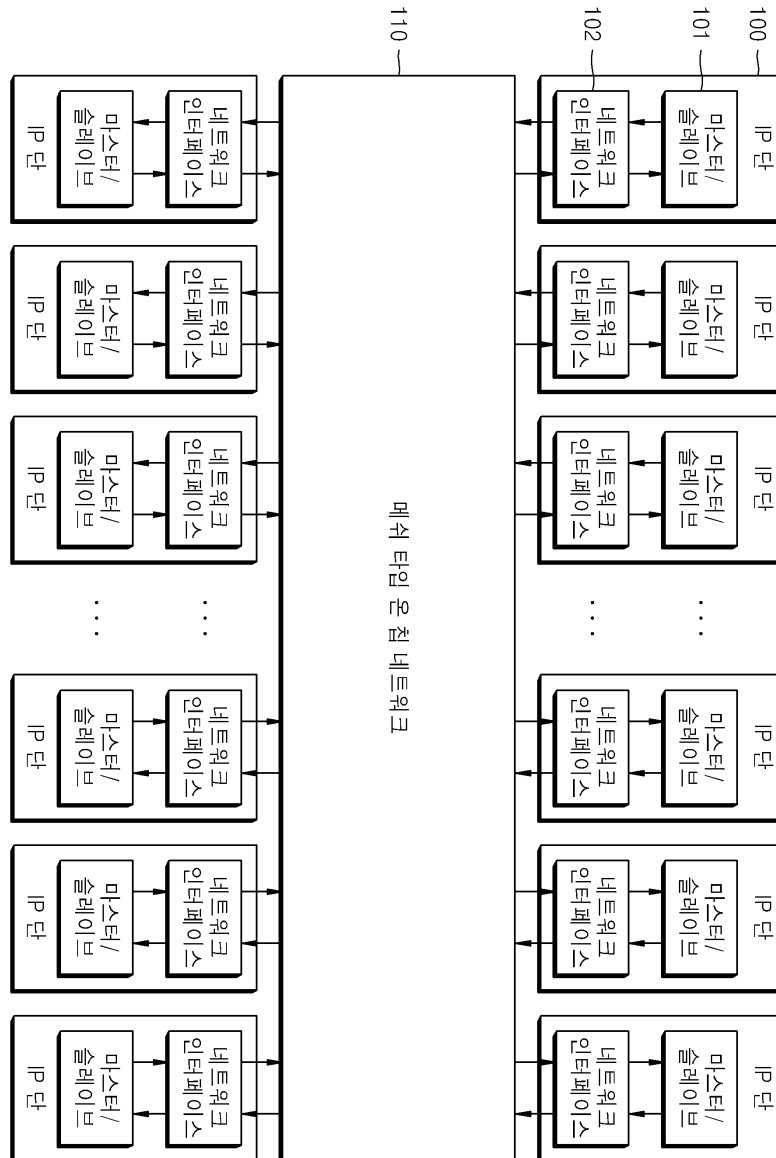 100
101
102
110
IP 단
마스터/
슬레이브
네트워크
인터페이스
IP 단
마스터/
슬레이브
네트워크
인터페이스
IP 단
마스터/
슬레이브
네트워크
인터페이스
...
...
IP 단
마스터/
슬레이브
네트워크
인터페이스
IP 단
마스터/
슬레이브
네트워크
인터페이스
IP 단
마스터/
슬레이브
네트워크
인터페이스
메쉬 타입 온 칩 네트워크
네트워크
인터페이스
마스터/
슬레이브
IP 단
네트워크
인터페이스
마스터/
슬레이브
IP 단
네트워크
인터페이스
마스터/
슬레이브
IP 단
...
...
네트워크
인터페이스
마스터/
슬레이브
IP 단
네트워크
인터페이스
마스터/
슬레이브
IP 단
네트워크
인터페이스
마스터/
슬레이브
IP 단